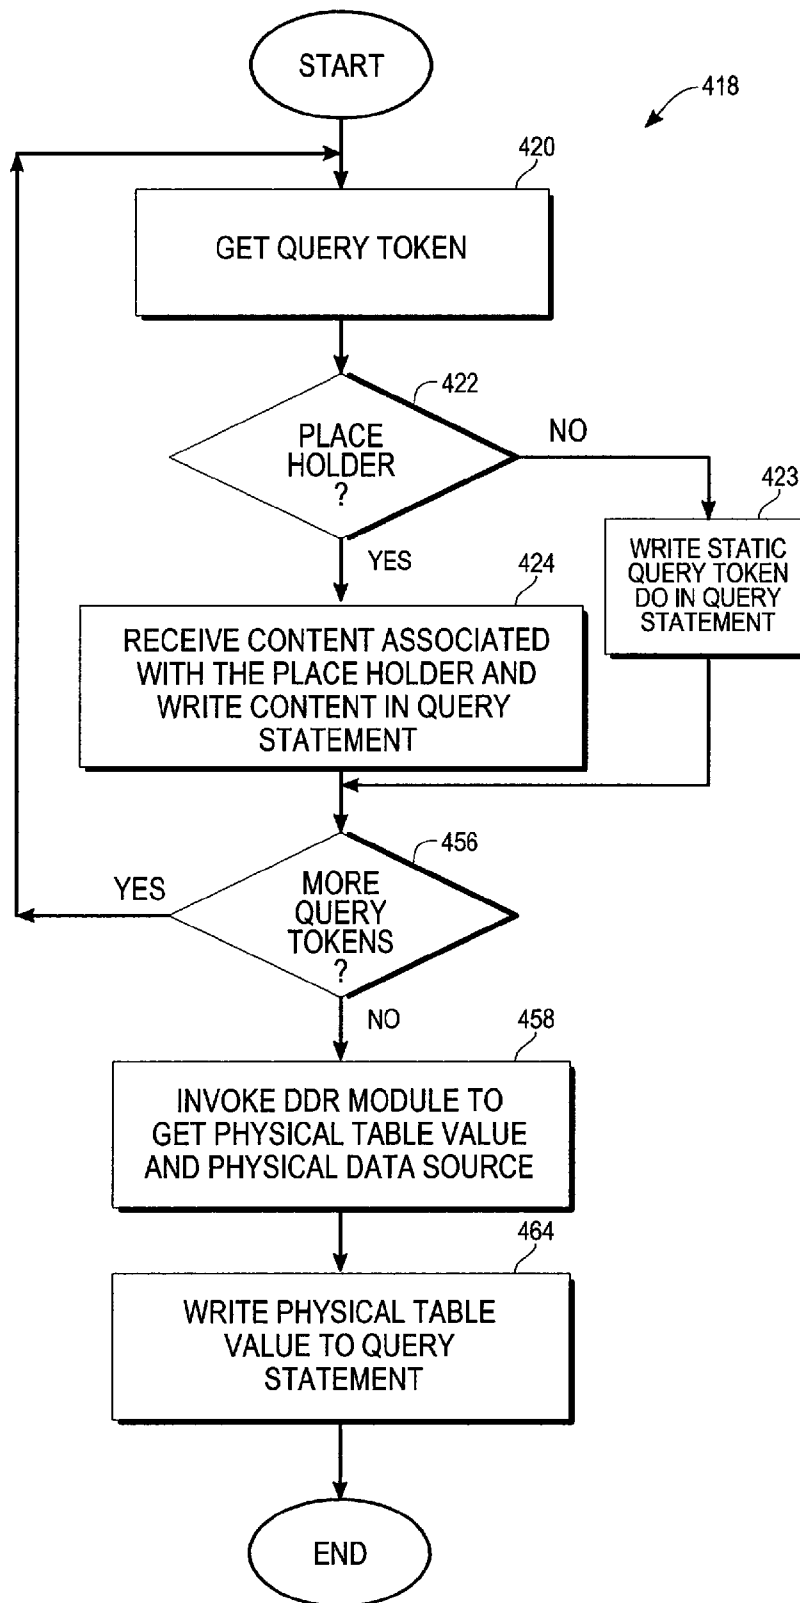 START
418
420
GET QUERY TOKEN
422
PLACE
HOLDER
?
NO
YES
423
WRITE STATIC
QUERY TOKEN
DO IN QUERY
STATEMENT
424
RECEIVE CONTENT ASSOCIATED
WITH THE PLACE HOLDER AND
WRITE CONTENT IN QUERY
STATEMENT
456
YES
MORE
QUERY
TOKENS
?
NO
458
INVOKE DDR MODULE TO
GET PHYSICAL TABLE VALUE
AND PHYSICAL DATA SOURCE
464
WRITE PHYSICAL TABLE
VALUE TO QUERY
STATEMENT
END